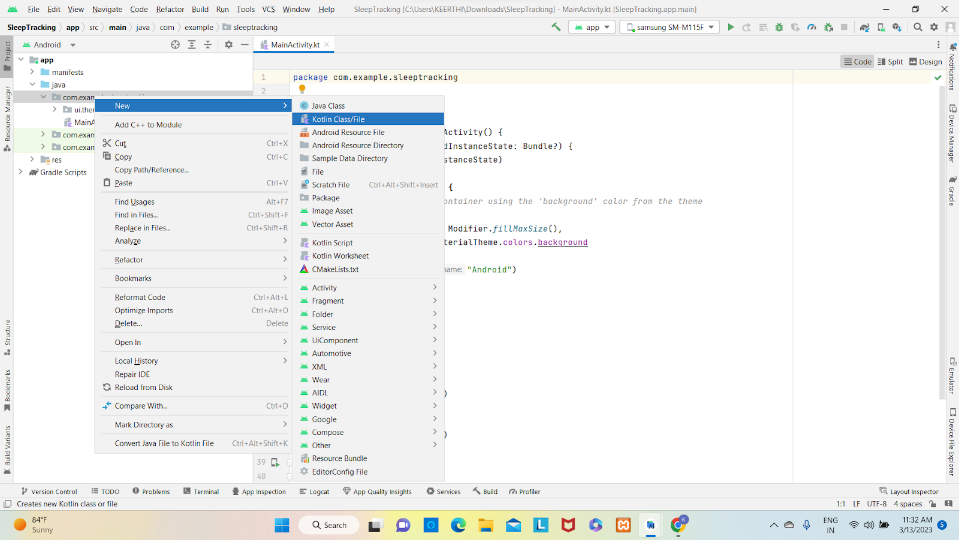 File Edit View Navigate Code Refactor Build Run Tools VCS Window Help SleepTracking [C:\Users\KEERTHI\AndroidStudioProjects\SleepTracking] - MainActivity.kt [SleepTracking.app.main]
SleepTracking app src main java com example sleeptracking
app samsung SM-M115F
Project
Android
MainActivity.kt
Code Split Design
app
manifests
java
com.exam
ui.them
MainA
com.exam
com.exam
res
Gradle Scripts
New
Add C++ to Module
Cut Ctrl+X
Copy Ctrl+C
Copy Path/Reference...
Paste Ctrl+V
Find Usages Alt+F7
Find in Files... Ctrl+Shift+F
Replace in Files... Ctrl+Shift+R
Analyze
Refactor
Bookmarks
Reformat Code Ctrl+Alt+L
Optimize Imports Ctrl+Alt+O
Delete... Delete
Open In
Local History
Repair IDE
Reload from Disk
Compare With... Ctrl+D
Mark Directory as
Convert Java File to Kotlin File Ctrl+Alt+Shift+K
Java Class
Kotlin Class/File
Android Resource File
Android Resource Directory
Sample Data Directory
File
Scratch File Ctrl+Alt+Shift+Insert
Package
Image Asset
Vector Asset
Kotlin Script
Kotlin Worksheet
CMakeLists.txt
Activity
Fragment
Folder
Service
UiComponent
Automotive
XML
Wear
AIDL
Widget
Google
Compose
Other
Resource Bundle
EditorConfig File
1 package com.example.sleeptracking
2
ctivity() {
dInstanceState: Bundle?) {
stanceState)
{
ontainer using the 'background' color from the theme
Modifier.fillMaxSize(),
terialTheme.colors.background
name: "Android")
)
)
39
40
Resource Manager
Structure
Bookmarks
Build Variants
Notifications
Device Manager
Gradle
Emulator
Device File Explorer
Version Control TODO Problems Terminal App Inspection Logcat App Quality Insights Services Build Profiler Layout Inspector
Creates new Kotlin class or file 1:1 LF UTF-8 4 spaces
84°F
Sunny
Search
ENG
IN
11:32 AM
3/13/2023
5